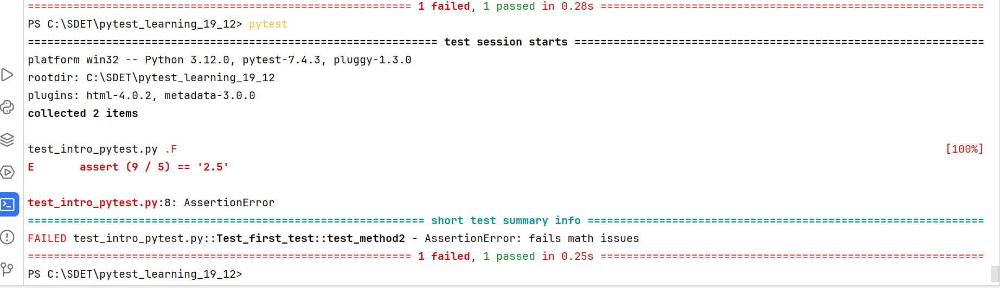 =========================================================== 1 failed, 1 passed in 0.28s ===========================================================
PS C:\SDET\pytest_learning_19_12> pytest
=============================================================== test session starts ===============================================================
platform win32 -- Python 3.12.0, pytest-7.4.3, pluggy-1.3.0
rootdir: C:\SDET\pytest_learning_19_12
plugins: html-4.0.2, metadata-3.0.0
collected 2 items
test_intro_pytest.py .F [100%]
E       assert (9 / 5) == '2.5'
test_intro_pytest.py:8: AssertionError
============================================================= short test summary info =============================================================
FAILED test_intro_pytest.py::Test_first_test::test_method2 - AssertionError: fails math issues
=========================================================== 1 failed, 1 passed in 0.25s ===========================================================
PS C:\SDET\pytest_learning_19_12>